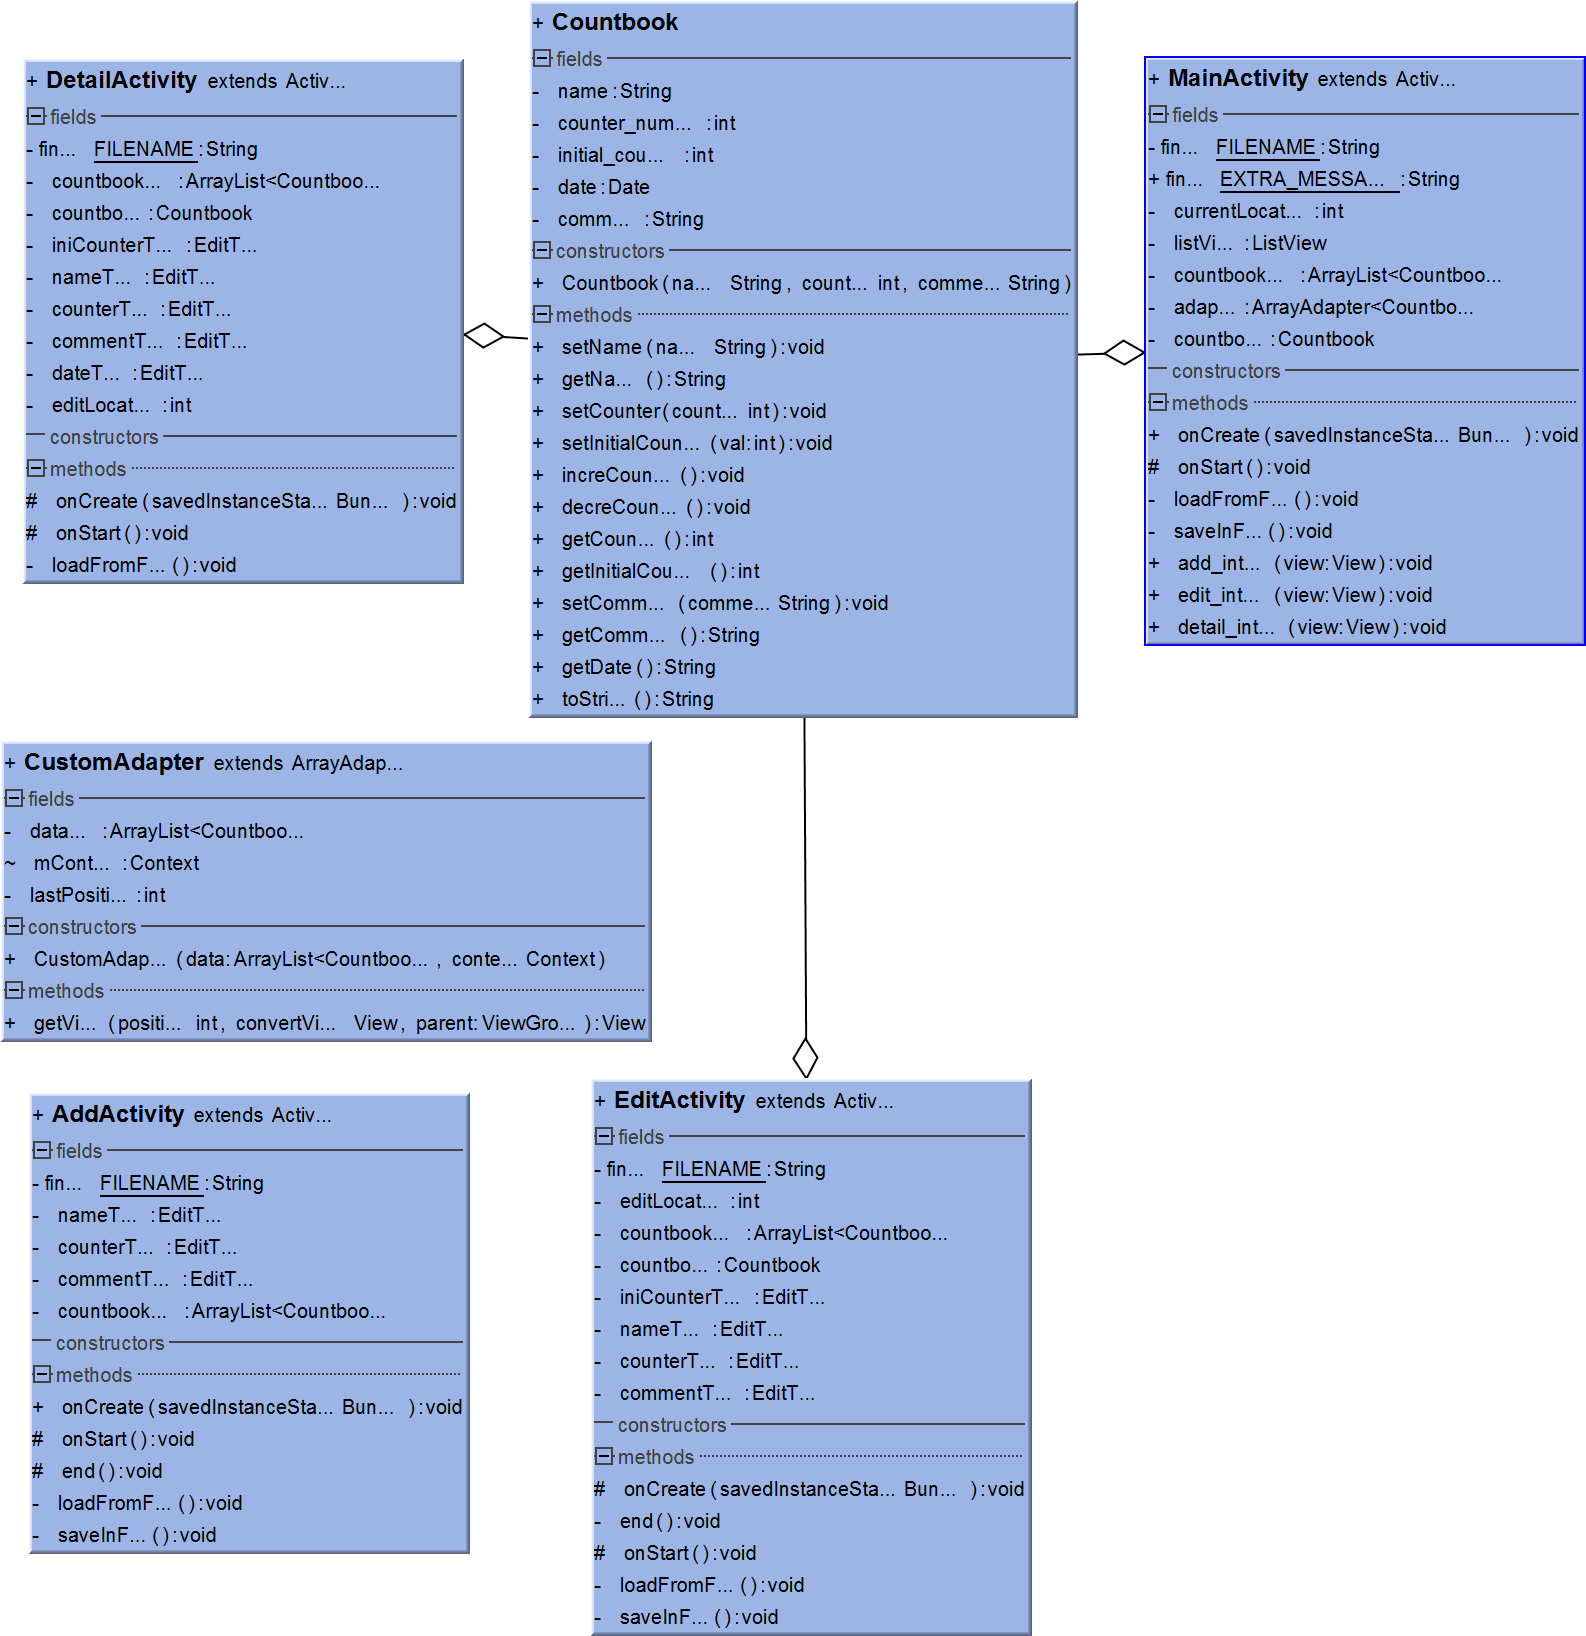 + Countbook
fields
- name : String
- counter_num... : int
- initial_cou... : int
- date : Date
- comm... : String
constructors
+ Countbook ( na... String , count... int , comme... String )
methods
+ setName ( na... String ) : void
+ getNa... ( ) : String
+ setCounter ( count... int ) : void
+ setInitialCoun... ( val : int ) : void
+ increCoun... ( ) : void
+ decreCoun... ( ) : void
+ getCoun... ( ) : int
+ getInitialCou... ( ) : int
+ setComm... ( comme... String ) : void
+ getComm... ( ) : String
+ getDate ( ) : String
+ toStri... ( ) : String
+ DetailActivity extends Activ...
fields
- fin... FILENAME : String
- countbook... : ArrayList<Countboo...
- countbo... : Countbook
- iniCounterT... : EditT...
- nameT... : EditT...
- counterT... : EditT...
- commentT... : EditT...
- dateT... : EditT...
- editLocat... : int
constructors
methods
# onCreate ( savedInstanceSta... Bun... ) : void
# onStart ( ) : void
- loadFromF... ( ) : void
+ MainActivity extends Activ...
fields
- fin... FILENAME : String
+ fin... EXTRA_MESSA... : String
- currentLocat... : int
- listVi... : ListView
- countbook... : ArrayList<Countboo...
- adap... : ArrayAdapter<Countbo...
- countbo... : Countbook
constructors
methods
+ onCreate ( savedInstanceSta... Bun... ) : void
# onStart ( ) : void
- loadFromF... ( ) : void
- saveInF... ( ) : void
+ add_int... ( view : View ) : void
+ edit_int... ( view : View ) : void
+ detail_int... ( view : View ) : void
+ CustomAdapter extends ArrayAdap...
fields
- data... : ArrayList<Countboo...
~ mCont... : Context
- lastPositi... : int
constructors
+ CustomAdap... ( data : ArrayList<Countboo... , conte... Context )
methods
+ getVi... ( positi... int , convertVi... View , parent : ViewGro... ) : View
+ AddActivity extends Activ...
fields
- fin... FILENAME : String
- nameT... : EditT...
- counterT... : EditT...
- commentT... : EditT...
- countbook... : ArrayList<Countboo...
constructors
methods
+ onCreate ( savedInstanceSta... Bun... ) : void
# onStart ( ) : void
# end ( ) : void
- loadFromF... ( ) : void
- saveInF... ( ) : void
+ EditActivity extends Activ...
fields
- fin... FILENAME : String
- editLocat... : int
- countbook... : ArrayList<Countboo...
- countbo... : Countbook
- iniCounterT... : EditT...
- nameT... : EditT...
- counterT... : EditT...
- commentT... : EditT...
constructors
methods
# onCreate ( savedInstanceSta... Bun... ) : void
- end ( ) : void
# onStart ( ) : void
- loadFromF... ( ) : void
- saveInF... ( ) : void